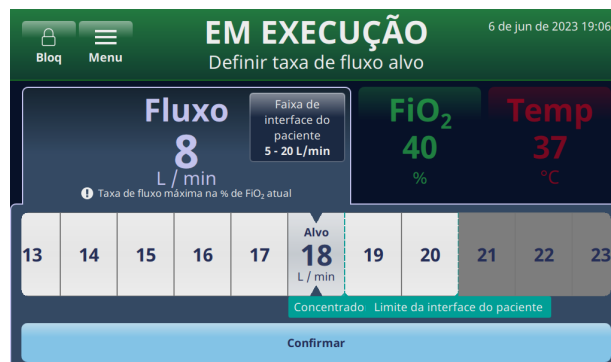 Bloq
Menu
EM EXECUÇÃO
Definir taxa de fluxo alvo
6 de jun de 2023 19:06
Fluxo
8
L / min
Taxa de fluxo máxima na % de FiO₂ atual
Faixa de
interface do
paciente
5 - 20 L/min
FiO₂
40
%
Temp
37
°C
13 14 15 16 17
Alvo
18
L / min
19 20 21 22 23
Concentrado Limite da interface do paciente
Confirmar